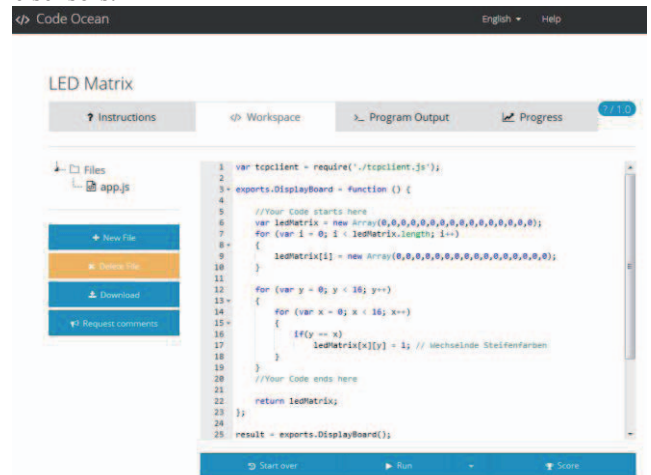 </> Code Ocean English Help
LED Matrix
? Instructions </> Workspace >_ Program Output Progress ? / 1.0
Files
app.js
+ New File
Delete File
Download
Request comments
1 var tcpclient = require('./tcpclient.js');
2
3 exports.DisplayBoard = function () {
4
5 //Your Code starts here
6 var ledMatrix = new Array(0,0,0,0,0,0,0,0,0,0,0,0,0,0,0,0);
7 for (var i = 0; i < ledMatrix.length; i++)
8 {
9 ledMatrix[i] = new Array(0,0,0,0,0,0,0,0,0,0,0,0,0,0,0,0);
10 }
11
12 for (var y = 0; y < 16; y++)
13 {
14 for (var x = 0; x < 16; x++)
15 {
16 if(y == x)
17 ledMatrix[x][y] = 1; // Wechselnde Steifenfarben
18 }
19 }
20 //Your Code ends here
21
22 return ledMatrix;
23 };
24
25 result = exports.DisplayBoard();
Start over Run Score